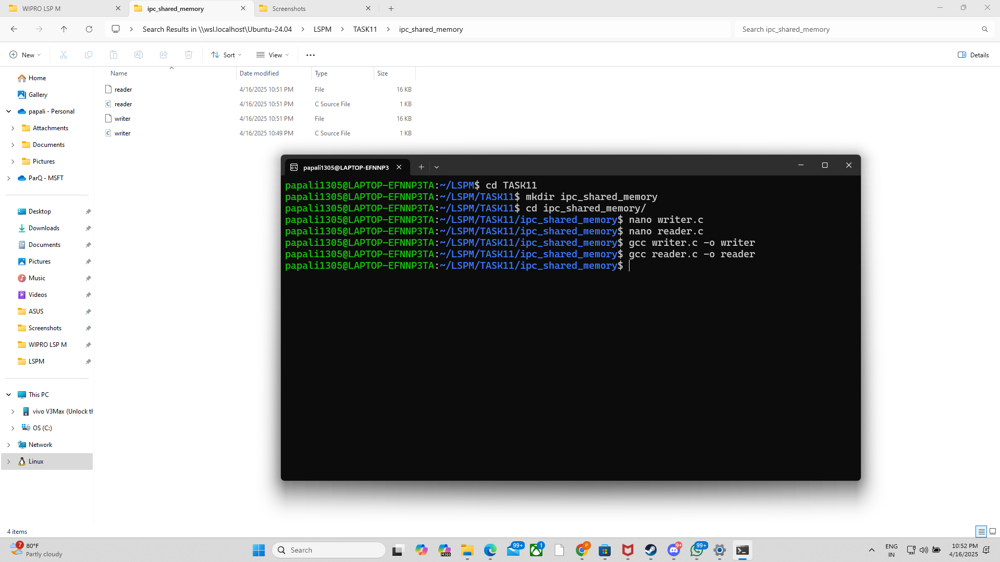 WIPRO LSP M
ipc_shared_memory
Screenshots
Search Results in \\wsl.localhost\Ubuntu-24.04 > LSPM > TASK11 > ipc_shared_memory
Search ipc_shared_memory
New
Sort
View
Details
Name Date modified Type Size
reader 4/16/2025 10:51 PM File 16 KB
reader 4/16/2025 10:51 PM C Source File 1 KB
writer 4/16/2025 10:51 PM File 16 KB
writer 4/16/2025 10:49 PM C Source File 1 KB
Home
Gallery
papali - Personal
Attachments
Documents
Pictures
ParQ - MSFT
Desktop
Downloads
Documents
Pictures
Music
Videos
ASUS
Screenshots
WIPRO LSP M
LSPM
This PC
vivo V3Max (Unlock th
OS (C:)
Network
Linux
4 items
papali1305@LAPTOP-EFNNP3
papali1305@LAPTOP-EFNNP3TA:~/LSPM$ cd TASK11
papali1305@LAPTOP-EFNNP3TA:~/LSPM/TASK11$ mkdir ipc_shared_memory
papali1305@LAPTOP-EFNNP3TA:~/LSPM/TASK11$ cd ipc_shared_memory/
papali1305@LAPTOP-EFNNP3TA:~/LSPM/TASK11/ipc_shared_memory$ nano writer.c
papali1305@LAPTOP-EFNNP3TA:~/LSPM/TASK11/ipc_shared_memory$ nano reader.c
papali1305@LAPTOP-EFNNP3TA:~/LSPM/TASK11/ipc_shared_memory$ gcc writer.c -o writer
papali1305@LAPTOP-EFNNP3TA:~/LSPM/TASK11/ipc_shared_memory$ gcc reader.c -o reader
papali1305@LAPTOP-EFNNP3TA:~/LSPM/TASK11/ipc_shared_memory$
7
80°F
Partly cloudy
Search
M365
99+
1
P
9+
99+
ENG
IN
10:52 PM
4/16/2025